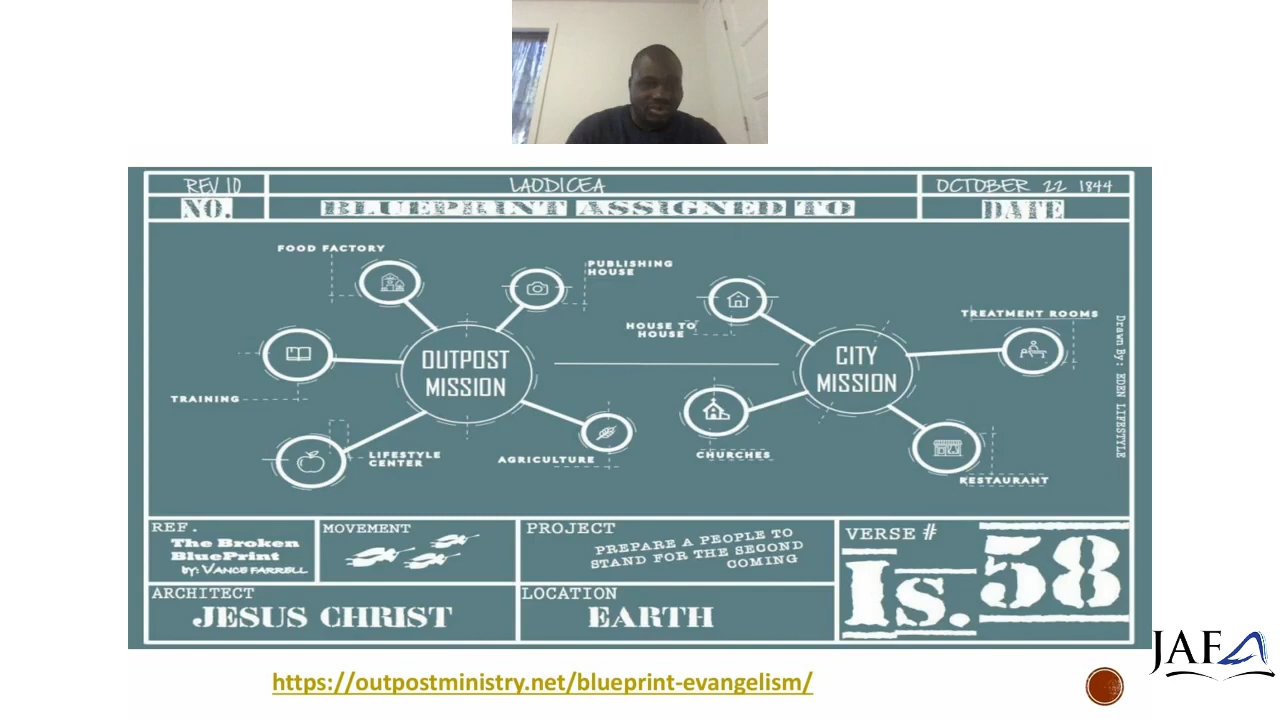 REV 10
LAODICEA
OCTOBER 22 1844
NO.
BLUEPRINT ASSIGNED TO
DATE
FOOD FACTORY
PUBLISHING
HOUSE
HOUSE TO
HOUSE
TREATMENT ROOMS
OUTPOST
MISSION
CITY
MISSION
TRAINING
LIFESTYLE
CENTER
AGRICULTURE
CHURCHES
RESTAURANT
Drawn By: EDEN LIFESTYLE
REF.
The Broken
BluePrint
by: Vance Farrell
MOVEMENT
PROJECT
PREPARE A PEOPLE TO
STAND FOR THE SECOND
COMING
VERSE #
Is. 58
ARCHITECT
JESUS CHRIST
LOCATION
EARTH
JAFA
https://outpostministry.net/blueprint-evangelism/